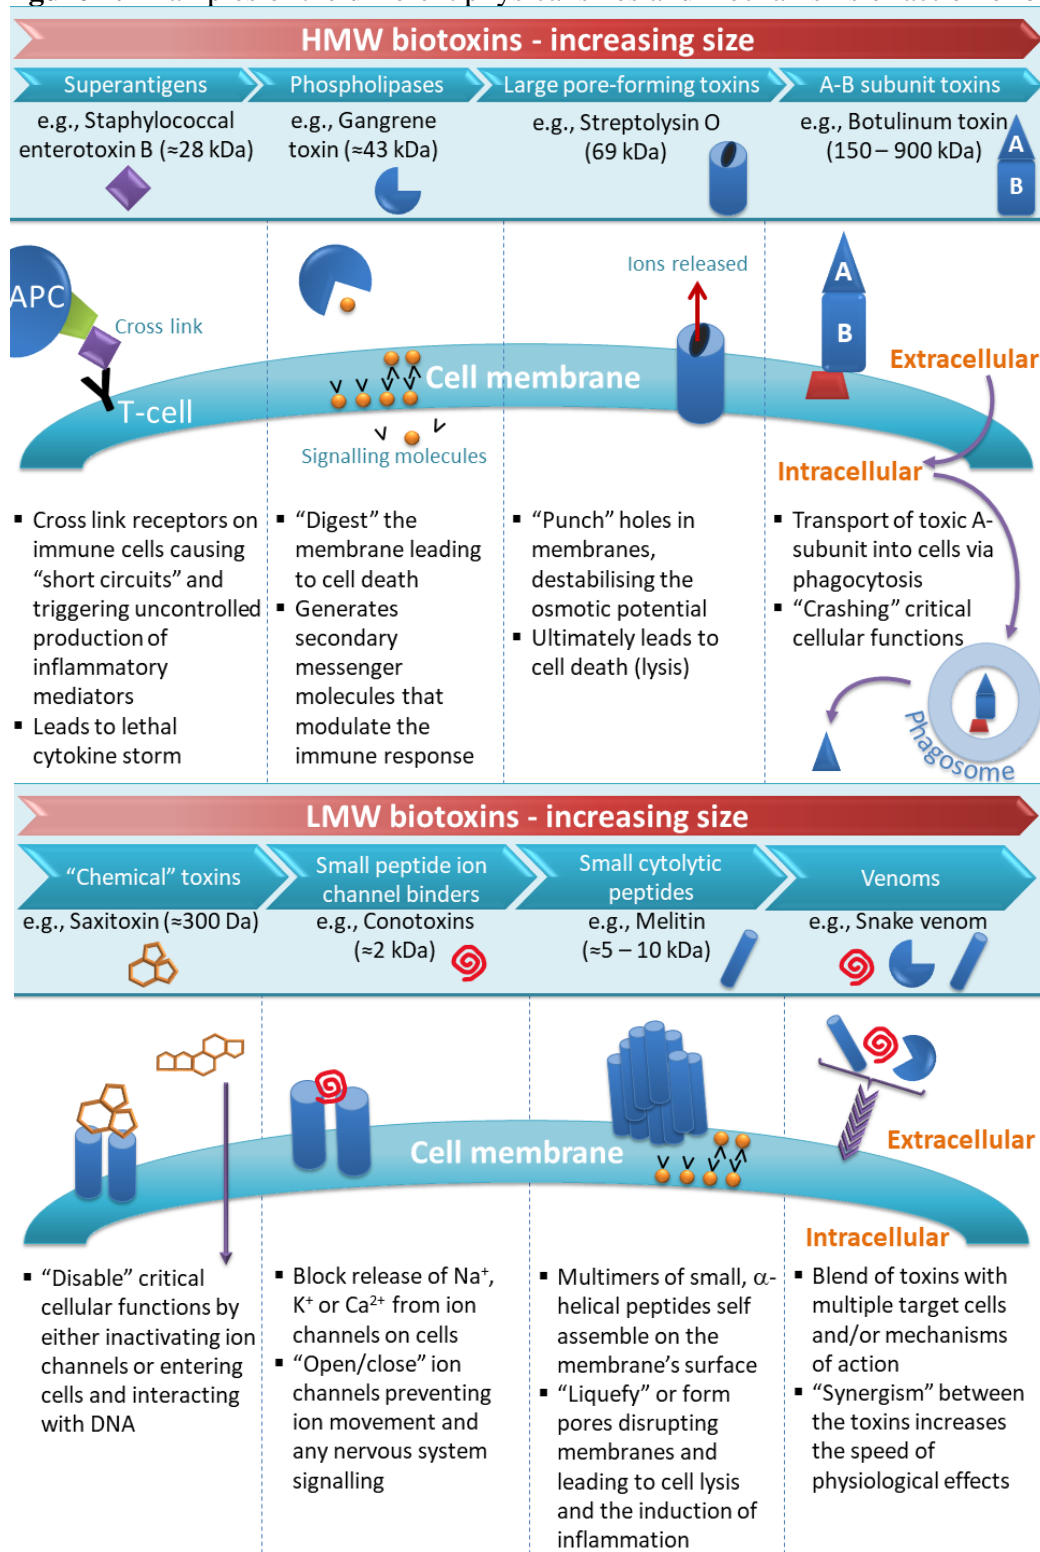 HMW biotoxins - increasing size
Superantigens
Phospholipases
Large pore-forming toxins
A-B subunit toxins
e.g., Staphylococcal
enterotoxin B (≈28 kDa)
e.g., Gangrene
toxin (≈43 kDa)
e.g., Streptolysin O
(69 kDa)
e.g., Botulinum toxin
(150 – 900 kDa)
A
B
APC
Cross link
T-cell
Signalling molecules
Cell membrane
Ions released
A
B
Extracellular
Intracellular
▪ Cross link receptors on
immune cells causing
“short circuits” and
triggering uncontrolled
production of
inflammatory
mediators
▪ Leads to lethal
cytokine storm
▪ “Digest” the
membrane leading
to cell death
▪ Generates
secondary
messenger
molecules that
modulate the
immune response
▪ “Punch” holes in
membranes,
destabilising the
osmotic potential
▪ Ultimately leads to
cell death (lysis)
▪ Transport of toxic A-
subunit into cells via
phagocytosis
▪ “Crashing” critical
cellular functions
Phagosome
LMW biotoxins - increasing size
“Chemical” toxins
Small peptide ion
channel binders
Small cytolytic
peptides
Venoms
e.g., Saxitoxin (≈300 Da)
e.g., Conotoxins
(≈2 kDa)
e.g., Melitin
(≈5 – 10 kDa)
e.g., Snake venom
Cell membrane
Extracellular
Intracellular
▪ “Disable” critical
cellular functions by
either inactivating ion
channels or entering
cells and interacting
with DNA
▪ Block release of Na⁺,
K⁺ or Ca²⁺ from ion
channels on cells
▪ “Open/close” ion
channels preventing
ion movement and
any nervous system
signalling
▪ Multimers of small, α-
helical peptides self
assemble on the
membrane’s surface
▪ “Liquefy” or form
pores disrupting
membranes and
leading to cell lysis
and the induction of
inflammation
▪ Blend of toxins with
multiple target cells
and/or mechanisms
of action
▪ “Synergism” between
the toxins increases
the speed of
physiological effects